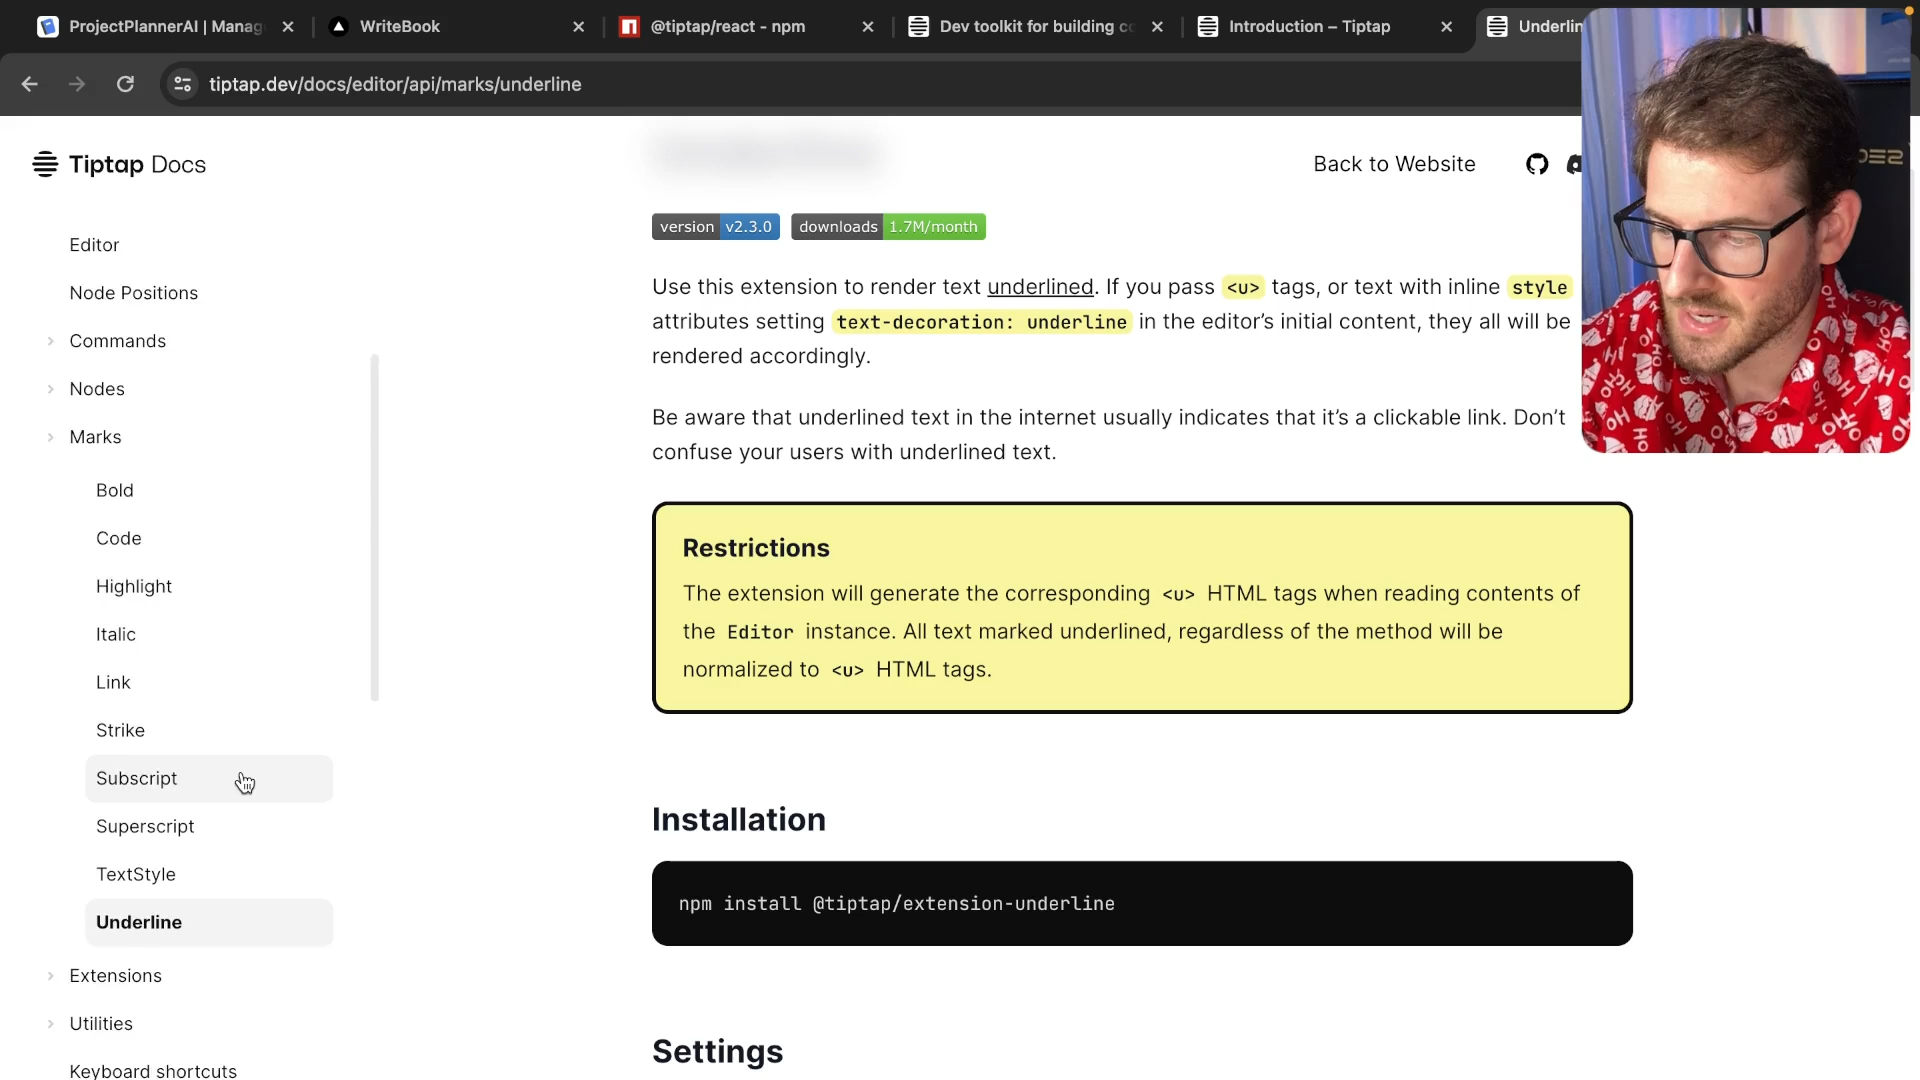 ProjectPlannerAI | Manag
WriteBook
@tiptap/react - npm
Dev toolkit for building co
Introduction – Tiptap
Underlin
tiptap.dev/docs/editor/api/marks/underline
Tiptap Docs
Back to Website
Editor
Node Positions
Commands
Nodes
Marks
Bold
Code
Highlight
Italic
Link
Strike
Subscript
Superscript
TextStyle
Underline
Extensions
Utilities
Keyboard shortcuts
version v2.3.0 downloads 1.7M/month
Use this extension to render text underlined. If you pass <u> tags, or text with inline style
attributes setting text-decoration: underline in the editor’s initial content, they all will be
rendered accordingly.
Be aware that underlined text in the internet usually indicates that it’s a clickable link. Don’t
confuse your users with underlined text.
Restrictions
The extension will generate the corresponding <u> HTML tags when reading contents of
the Editor instance. All text marked underlined, regardless of the method will be
normalized to <u> HTML tags.
Installation
npm install @tiptap/extension-underline
Settings
HO HO HO